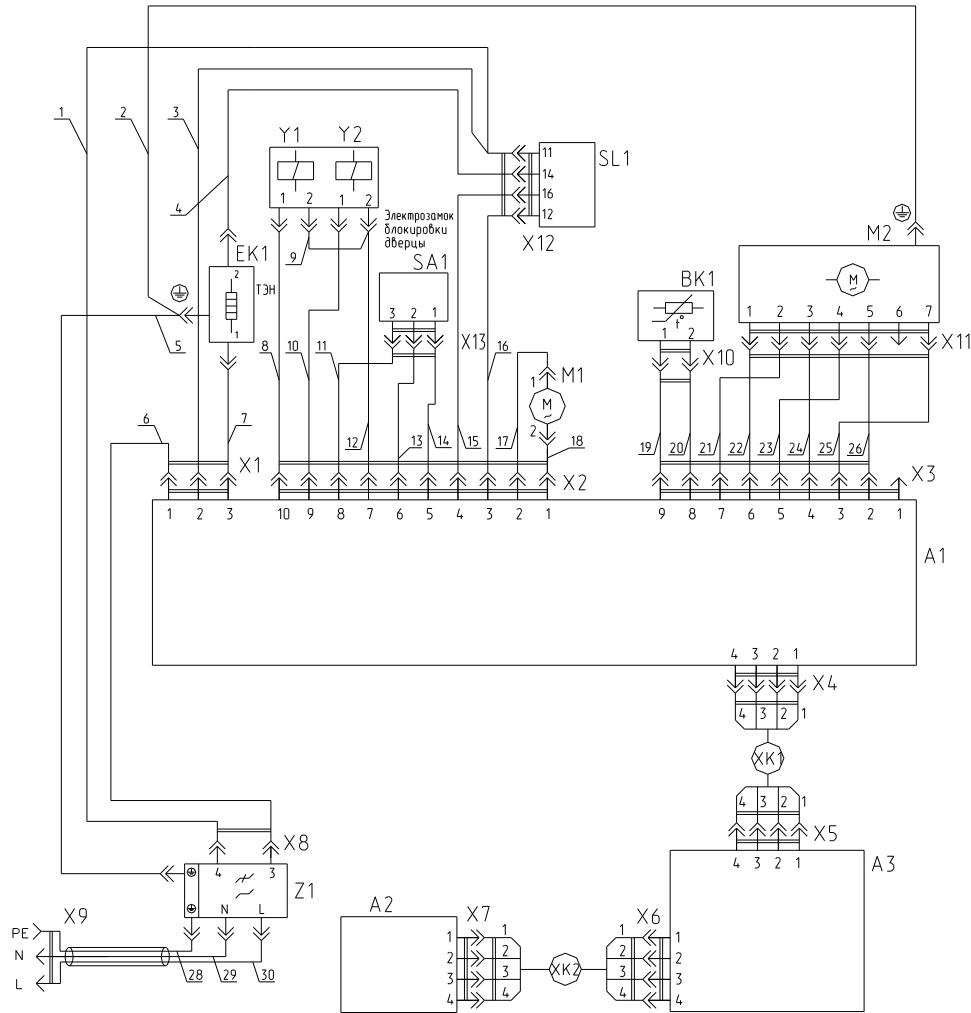 1 2 3
Y1 Y2
11
14
16
12
SL1
1 2 1 2
4
Электрозамок
блокировки
дверцы
X12
M2
EK1
9
SA1
2
ТЭН
M
~
BK1
t°
1
3 2 1
1 2 3 4 5 6 7
1 2
5
8 10 11
X13
16
X10
X11
1
M1
M
~
2
6
7
12 13 14 15 17 18
19 20 21 22 23 24 25 26
X1
X2
X3
1 2 3
10 9 8 7 6 5 4 3 2 1
9 8 7 6 5 4 3 2 1
A1
4 3 2 1
X4
4 3 2 1
XK1
4 3 2 1
X5
X8
4 3 2 1
4 3
A3
Z1
N L
A2
X9
X7
X6
PE
N
L
28 29 30
1 1 1 1
2 2 2 2
3 3 3 3
4 4 4 4
XK2